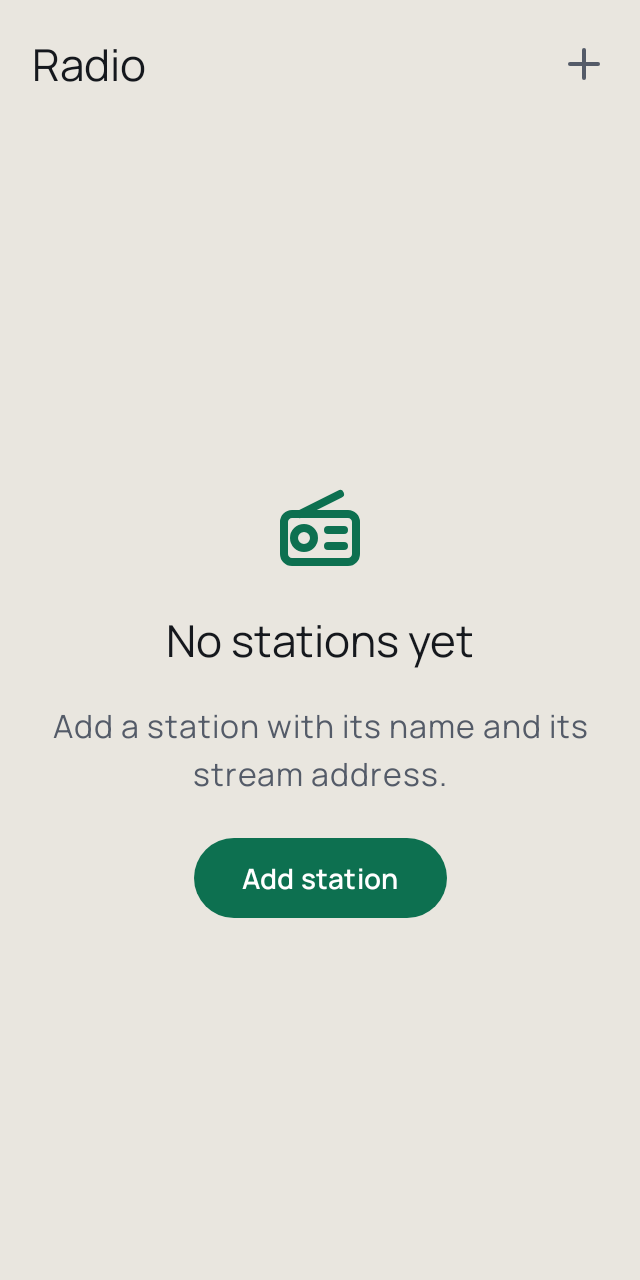 Radio
No stations yet
Add a station with its name and its
stream address.
Add station